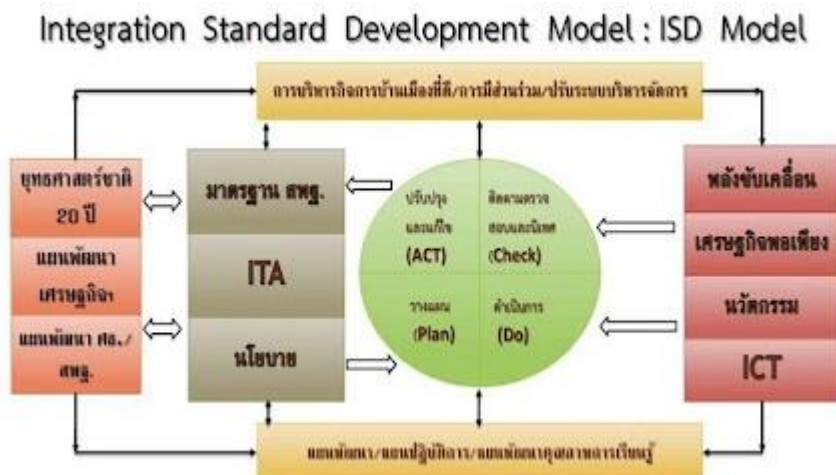 Integration Standard Development Model : ISD Model
การบริหารกิจการบ้านเมืองที่ดี/การมีส่วนร่วม/ปรับระบบบริหารจัดการ
ยุทธศาสตร์ชาติ
20 ปี
แผนพัฒนา
เศรษฐกิจฯ
แผนพัฒนา ศธ./
สพฐ.
มาตรฐาน สพฐ.
ITA
นโยบาย
ปรับปรุง
และแก้ไข
(ACT)
ติดตามตรวจ
สอบและนิเทศ
(Check)
วางแผน
(Plan)
ดำเนินการ
(Do)
พลังขับเคลื่อน
เศรษฐกิจพอเพียง
นวัตกรรม
ICT
แผนพัฒนา/แผนปฏิบัติการ/แผนพัฒนาคุณภาพการเรียนรู้